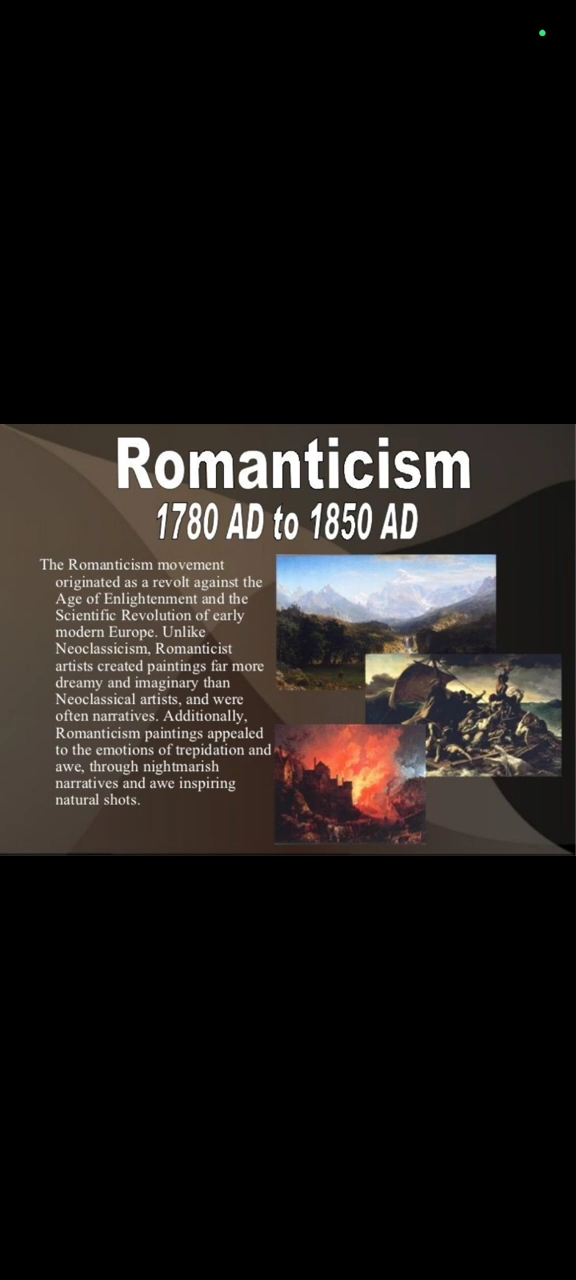 Romanticism
1780 AD to 1850 AD
The Romanticism movement
originated as a revolt against the
Age of Enlightenment and the
Scientific Revolution of early
modern Europe. Unlike
Neoclassicism, Romanticist
artists created paintings far more
dreamy and imaginary than
Neoclassical artists, and were
often narratives. Additionally,
Romanticism paintings appealed
to the emotions of trepidation and
awe, through nightmarish
narratives and awe inspiring
natural shots.